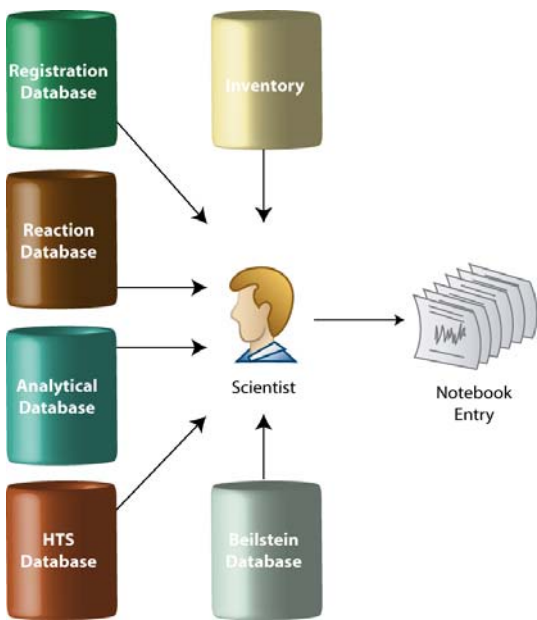 Registration
Database
Inventory
Reaction
Database
Analytical
Database
Scientist
Notebook
Entry
HTS
Database
Beilstein
Database